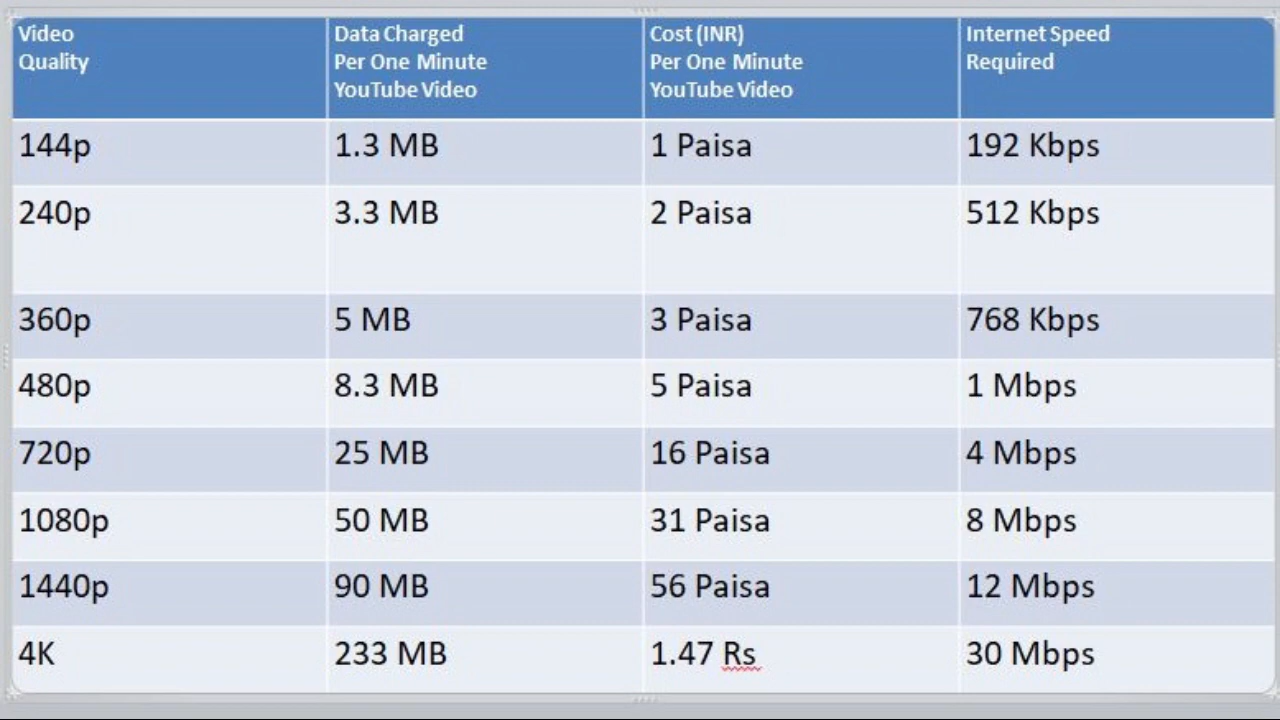 Video
Quality
Data Charged
Per One Minute
YouTube Video
Cost (INR)
Per One Minute
YouTube Video
Internet Speed
Required
144p 1.3 MB 1 Paisa 192 Kbps
240p 3.3 MB 2 Paisa 512 Kbps
360p 5 MB 3 Paisa 768 Kbps
480p 8.3 MB 5 Paisa 1 Mbps
720p 25 MB 16 Paisa 4 Mbps
1080p 50 MB 31 Paisa 8 Mbps
1440p 90 MB 56 Paisa 12 Mbps
4K 233 MB 1.47 Rs 30 Mbps